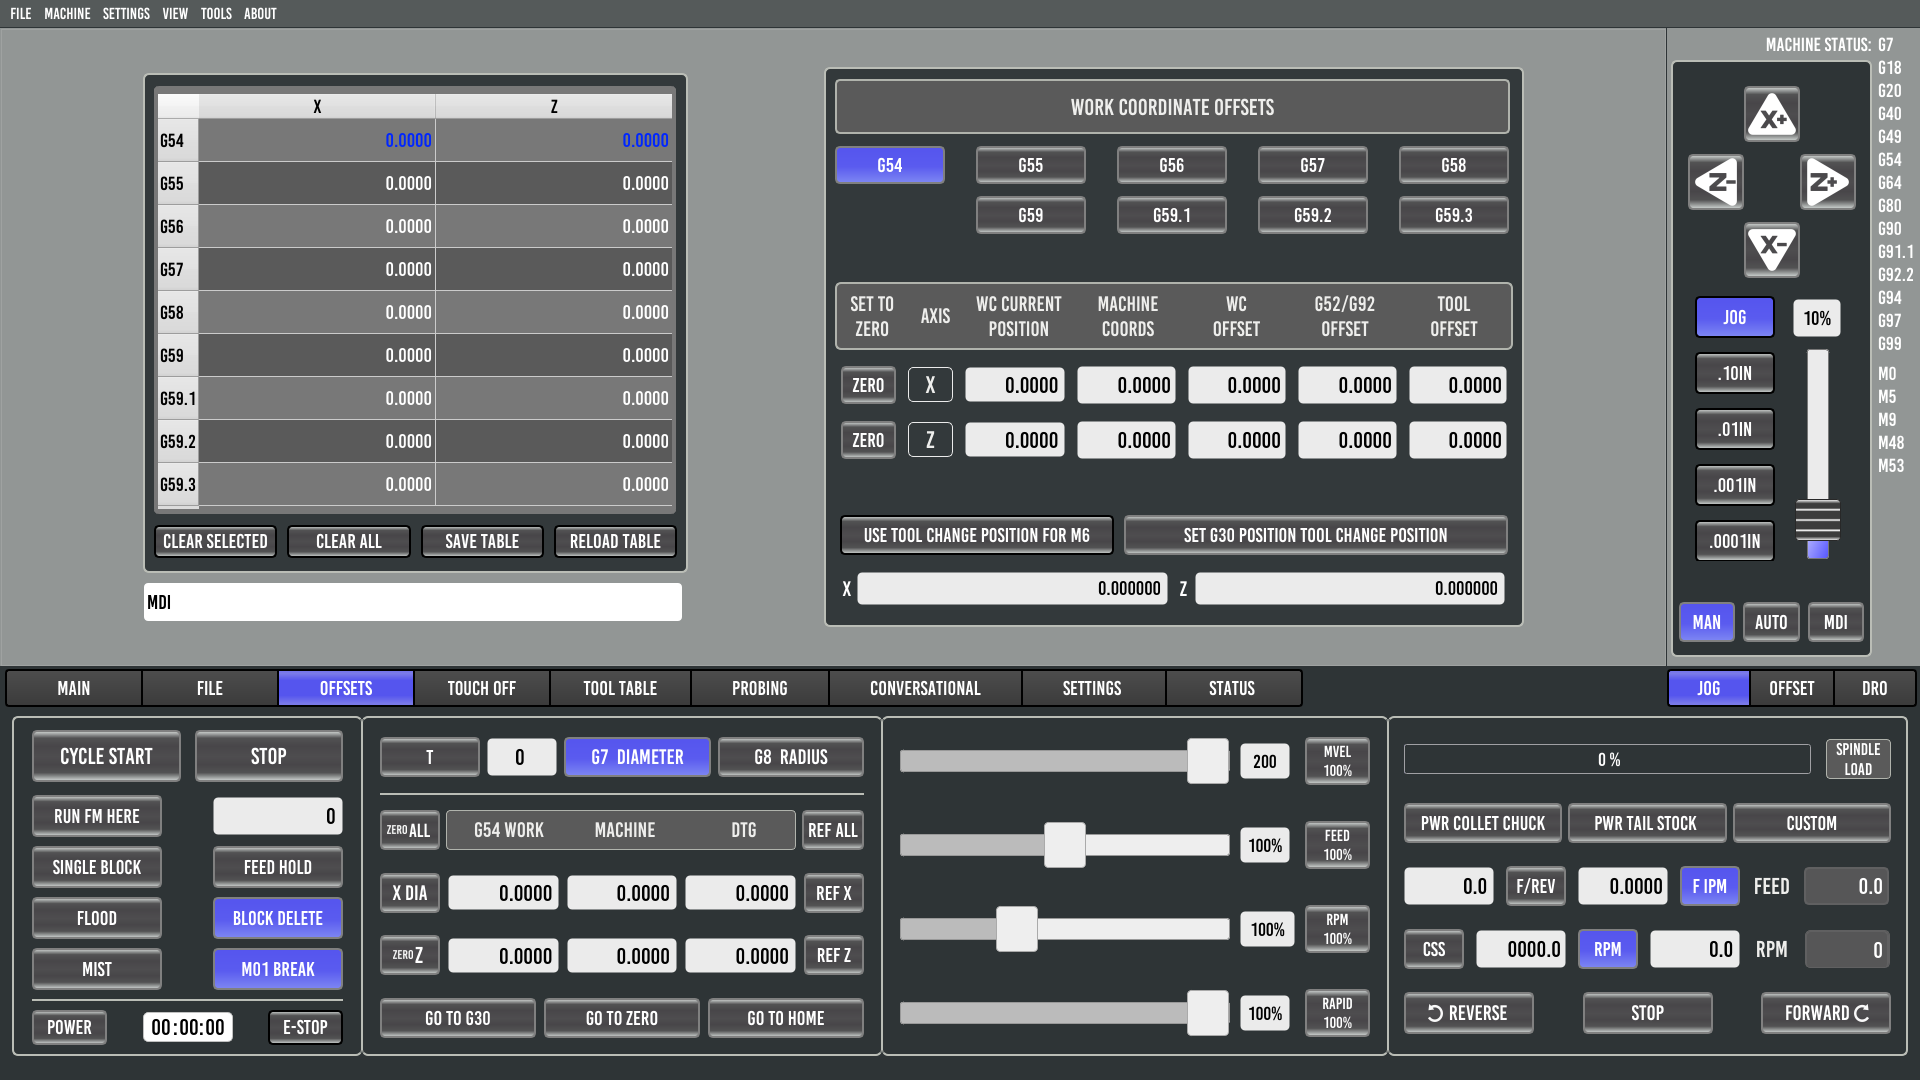 FILE MACHINE SETTINGS VIEW TOOLS ABOUT
MACHINE STATUS: G7
G18
G20
G40
G49
G54
G64
G80
G90
G91.1
G92.2
G94
G97
G99
M0
M5
M9
M48
M53
X Z
G54 0.0000 0.0000
G55 0.0000 0.0000
G56 0.0000 0.0000
G57 0.0000 0.0000
G58 0.0000 0.0000
G59 0.0000 0.0000
G59.1 0.0000 0.0000
G59.2 0.0000 0.0000
G59.3 0.0000 0.0000
CLEAR SELECTED CLEAR ALL SAVE TABLE RELOAD TABLE
MDI
WORK COORDINATE OFFSETS
G54 G55 G56 G57 G58
G59 G59.1 G59.2 G59.3
SET TO ZERO AXIS WC CURRENT POSITION MACHINE COORDS WC OFFSET G52/G92 OFFSET TOOL OFFSET
ZERO X 0.0000 0.0000 0.0000 0.0000 0.0000
ZERO Z 0.0000 0.0000 0.0000 0.0000 0.0000
USE TOOL CHANGE POSITION FOR M6 SET G30 POSITION TOOL CHANGE POSITION
X 0.000000 Z 0.000000
X+
Z- Z+
X-
JOG 10%
.10IN
.01IN
.001IN
.0001IN
MAN AUTO MDI
MAIN FILE OFFSETS TOUCH OFF TOOL TABLE PROBING CONVERSATIONAL SETTINGS STATUS
JOG OFFSET DRO
CYCLE START STOP
RUN FM HERE 0
SINGLE BLOCK FEED HOLD
FLOOD BLOCK DELETE
MIST M01 BREAK
POWER 00:00:00 E-STOP
T 0 G7 DIAMETER G8 RADIUS
ZERO ALL G54 WORK MACHINE DTG REF ALL
X DIA 0.0000 0.0000 0.0000 REF X
ZERO Z 0.0000 0.0000 0.0000 REF Z
GO TO G30 GO TO ZERO GO TO HOME
200 MVEL 100%
100% FEED 100%
100% RPM 100%
100% RAPID 100%
0 % SPINDLE LOAD
PWR COLLET CHUCK PWR TAIL STOCK CUSTOM
0.0 F/REV 0.0000 F IPM FEED 0.0
CSS 0000.0 RPM 0.0 RPM 0
REVERSE STOP FORWARD